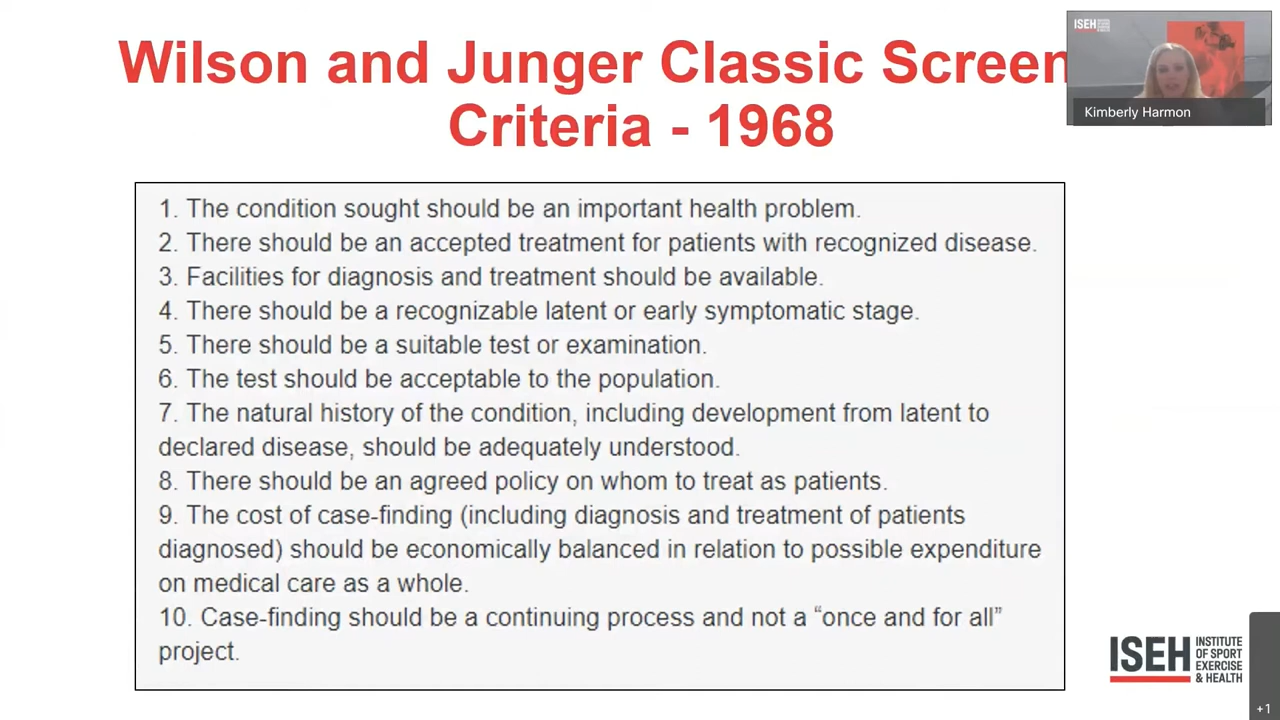 Wilson and Junger Classic Screen
Criteria - 1968
ISEH
Kimberly Harmon
1. The condition sought should be an important health problem.
2. There should be an accepted treatment for patients with recognized disease.
3. Facilities for diagnosis and treatment should be available.
4. There should be a recognizable latent or early symptomatic stage.
5. There should be a suitable test or examination.
6. The test should be acceptable to the population.
7. The natural history of the condition, including development from latent to
declared disease, should be adequately understood.
8. There should be an agreed policy on whom to treat as patients.
9. The cost of case-finding (including diagnosis and treatment of patients
diagnosed) should be economically balanced in relation to possible expenditure
on medical care as a whole.
10. Case-finding should be a continuing process and not a “once and for all”
project.
ISEH
INSTITUTE
OF SPORT
EXERCISE
& HEALTH
+1